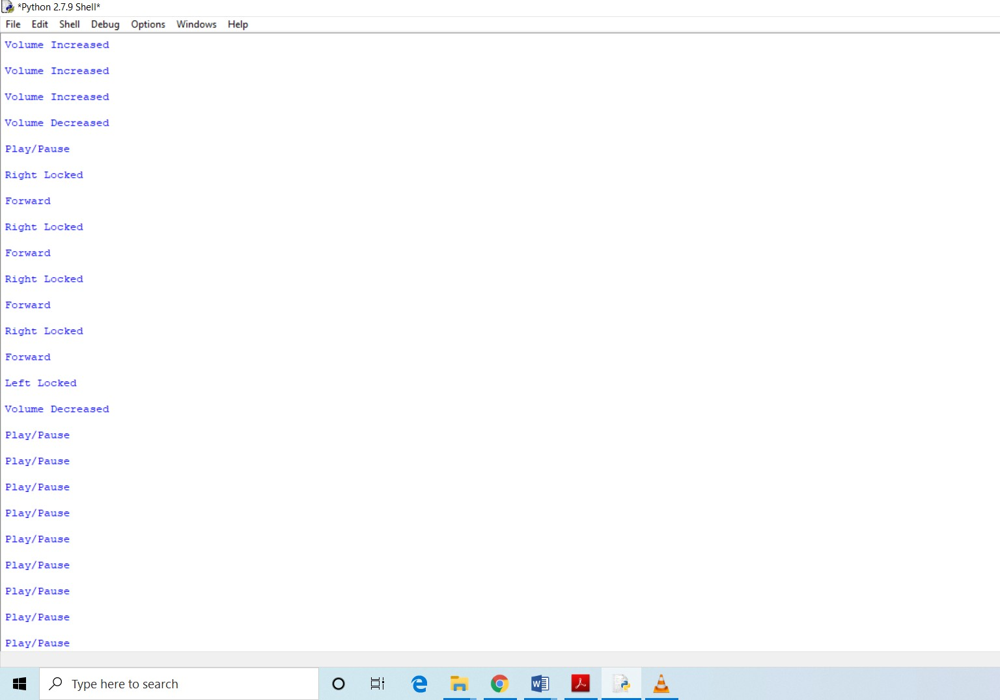 *Python 2.7.9 Shell*
File Edit Shell Debug Options Windows Help
Volume Increased
Volume Increased
Volume Increased
Volume Decreased
Play/Pause
Right Locked
Forward
Right Locked
Forward
Right Locked
Forward
Right Locked
Forward
Left Locked
Volume Decreased
Play/Pause
Play/Pause
Play/Pause
Play/Pause
Play/Pause
Play/Pause
Play/Pause
Play/Pause
Play/Pause
Type here to search